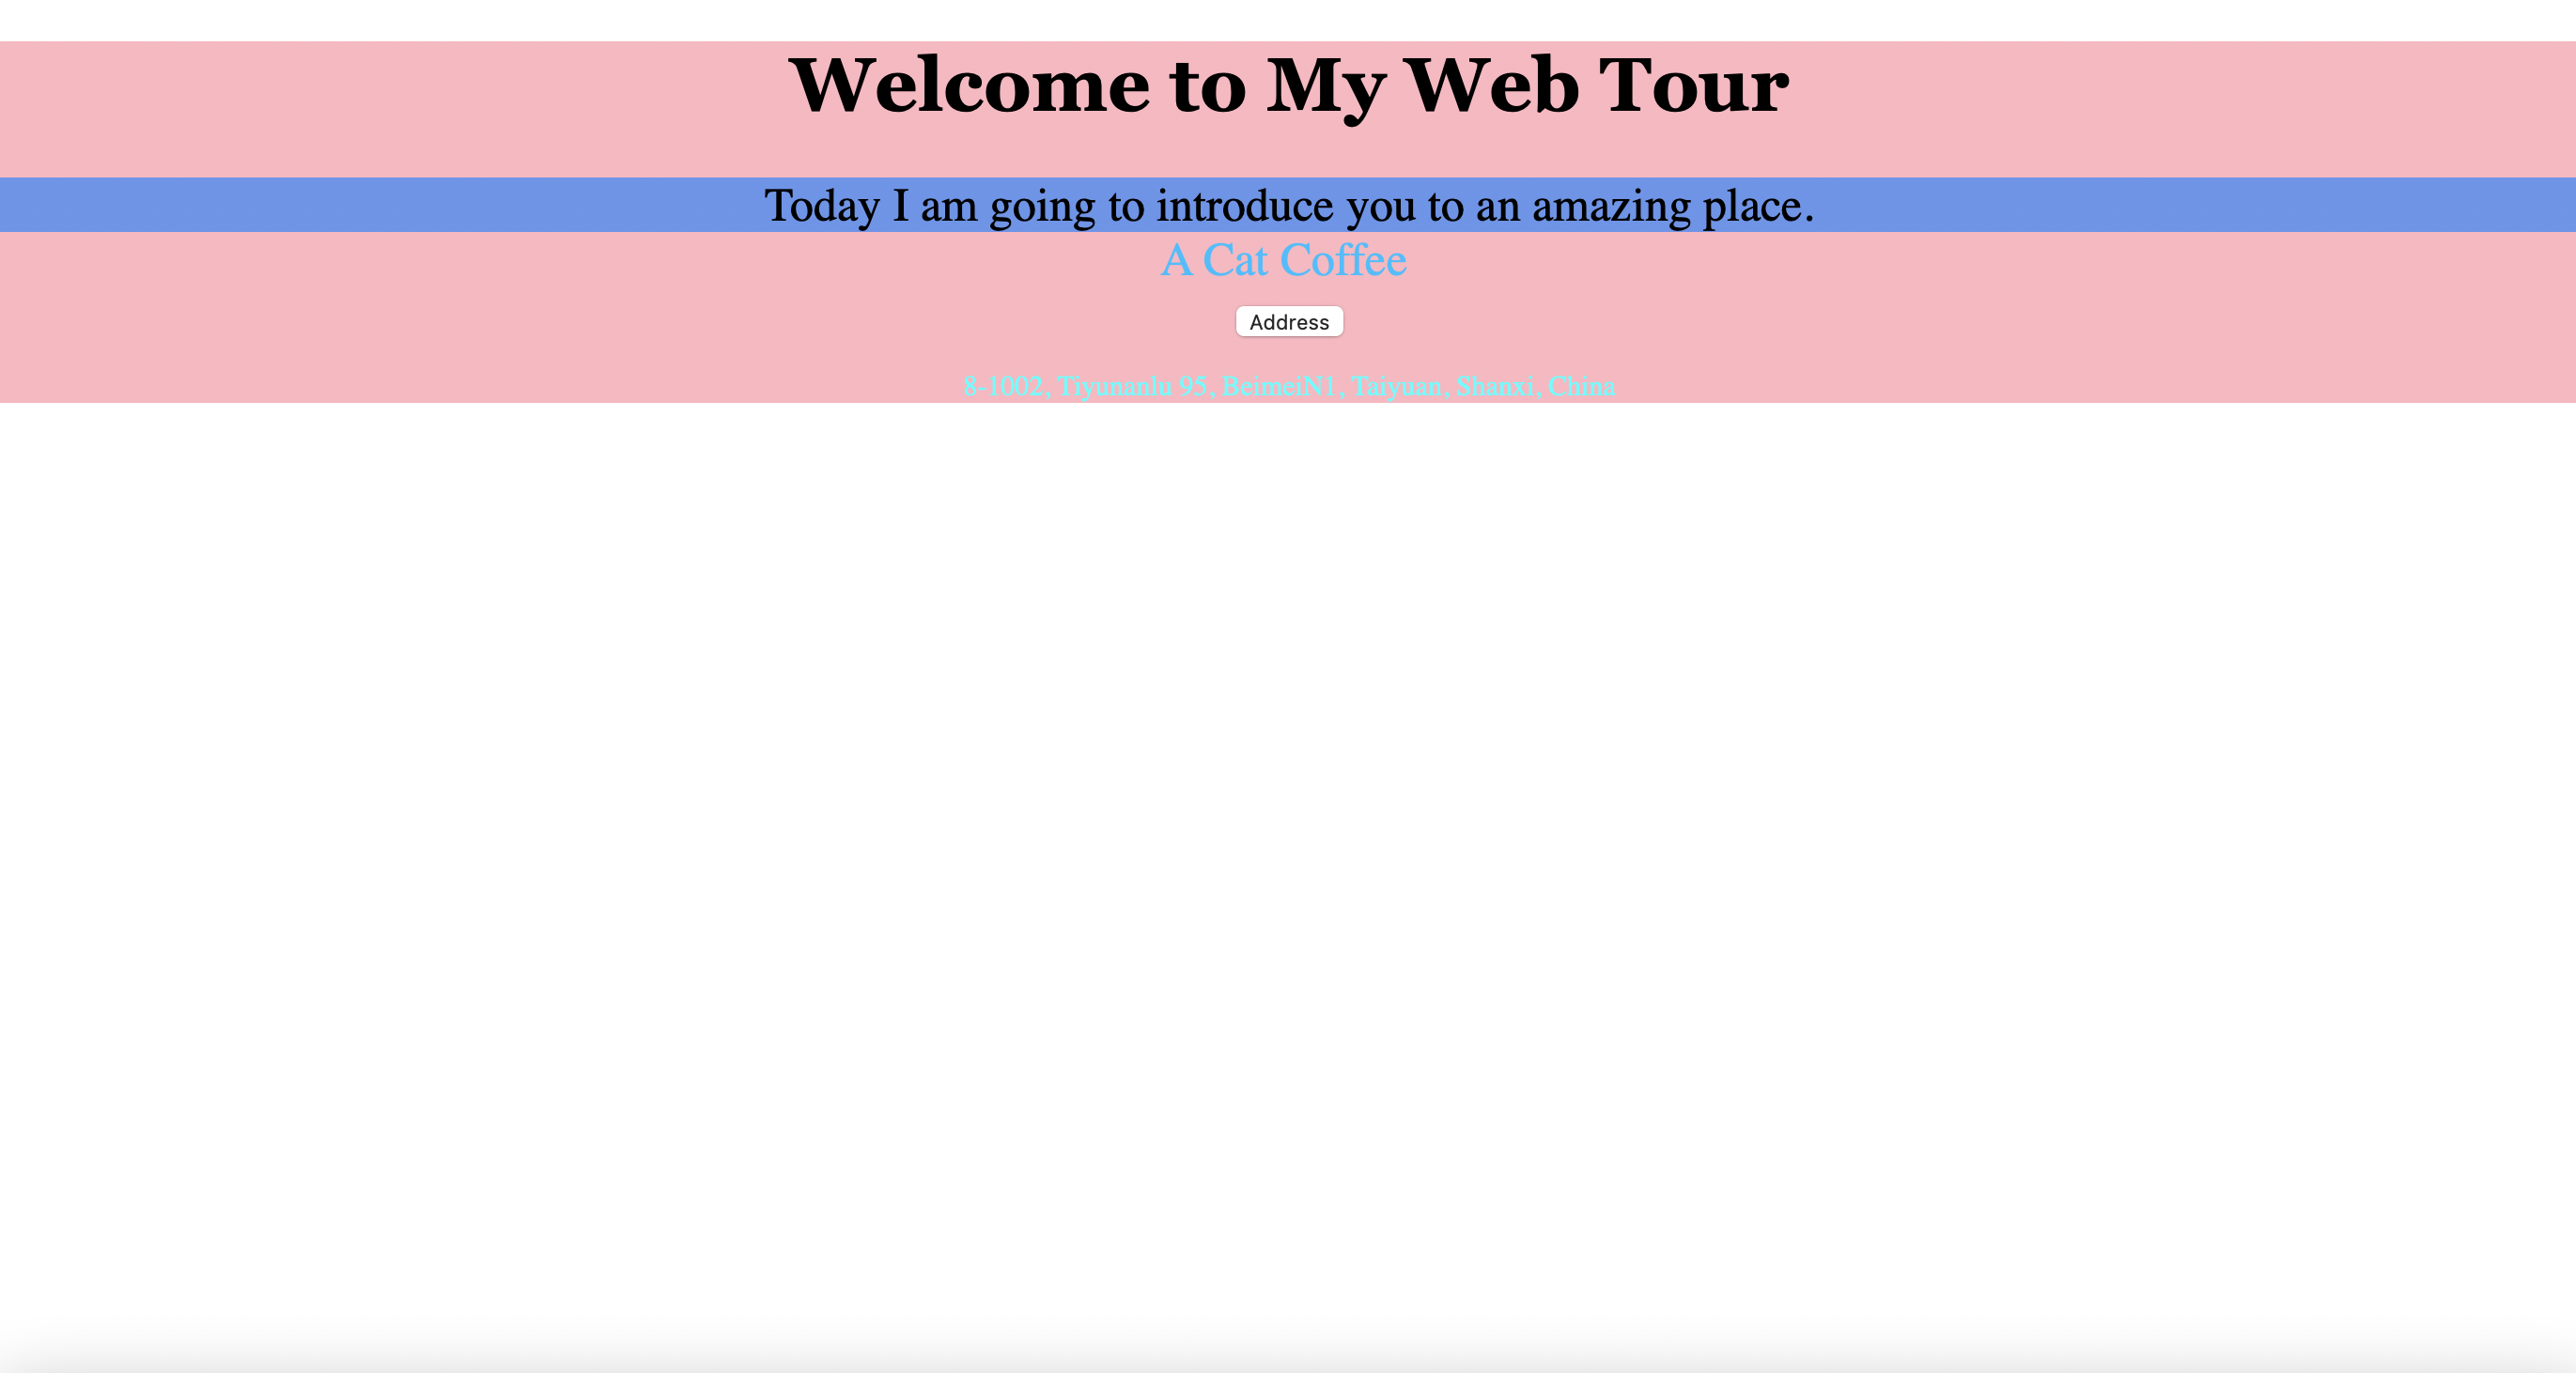 Welcome to My Web Tour
Today I am going to introduce you to an amazing place.
A Cat Coffee
Address
8-1002, Tiyunanlu 95, BeimeiN1, Taiyuan, Shanxi, China